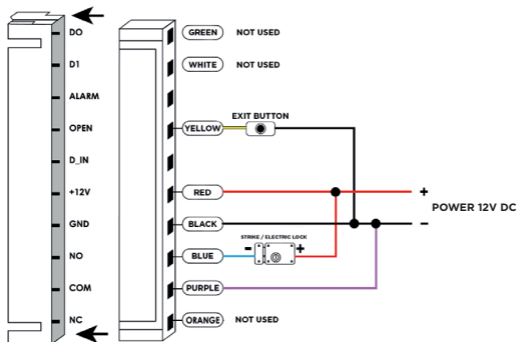 DO
GREEN NOT USED
D1
WHITE NOT USED
ALARM
EXIT BUTTON
OPEN
YELLOW
D_IN
+12V
RED
+
POWER 12V DC
GND
BLACK
–
STRIKE / ELECTRIC LOCK
NO
BLUE
- +
COM
PURPLE
NC
ORANGE NOT USED